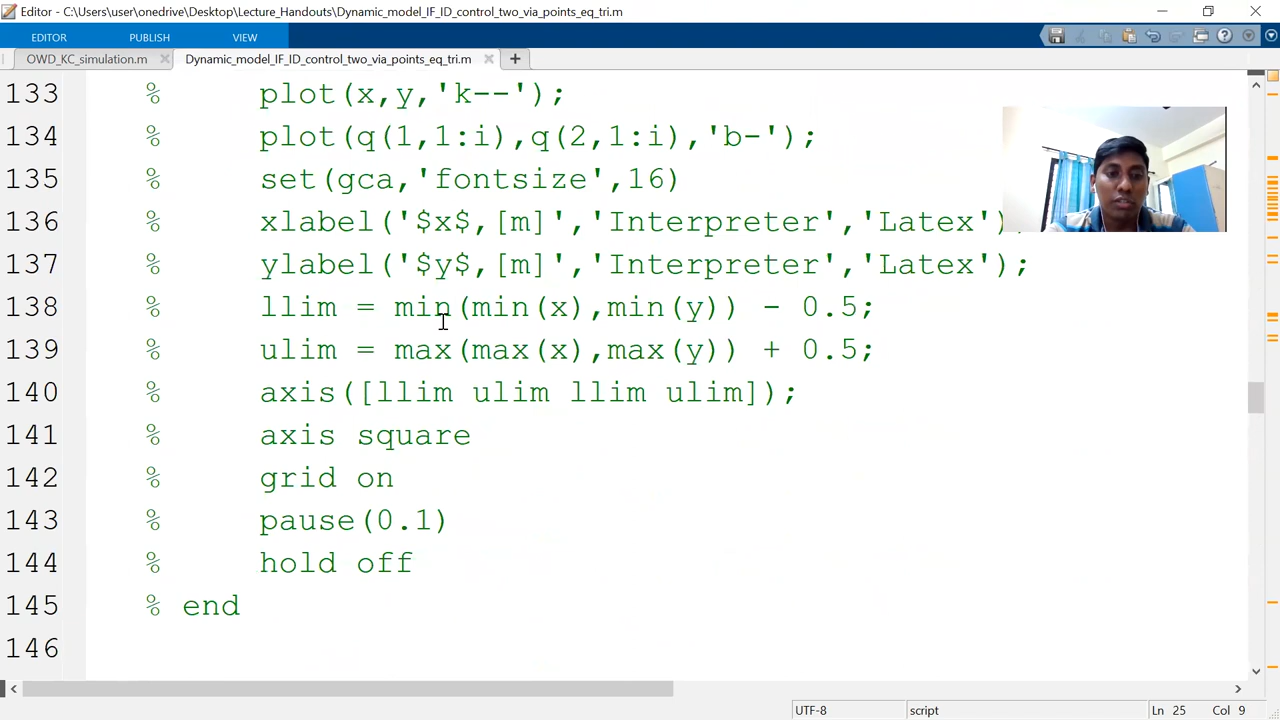 Editor - C:\Users\user\onedrive\Desktop\Lecture_Handouts\Dynamic_model_IF_ID_control_two_via_points_eq_tri.m
EDITOR PUBLISH VIEW
OWD_KC_simulation.m Dynamic_model_IF_ID_control_two_via_points_eq_tri.m
133 % plot(x,y,'k--');
134 % plot(q(1,1:i),q(2,1:i),'b-');
135 % set(gca,'fontsize',16)
136 % xlabel('$x$,[m]','Interpreter','Latex');
137 % ylabel('$y$,[m]','Interpreter','Latex');
138 % llim = min(min(x),min(y)) - 0.5;
139 % ulim = max(max(x),max(y)) + 0.5;
140 % axis([llim ulim llim ulim]);
141 % axis square
142 % grid on
143 % pause(0.1)
144 % hold off
145 % end
146
UTF-8 script Ln 25 Col 9